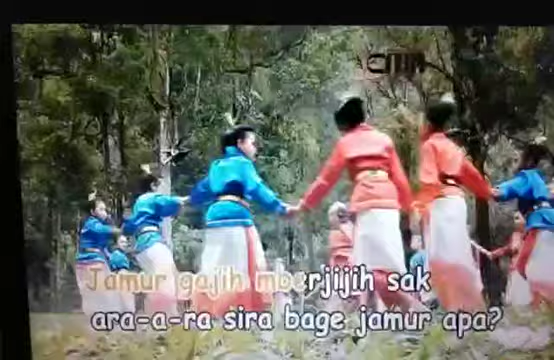 Jamur gajih mberjijih sak
ara-a-ra sira bage jamur apa?